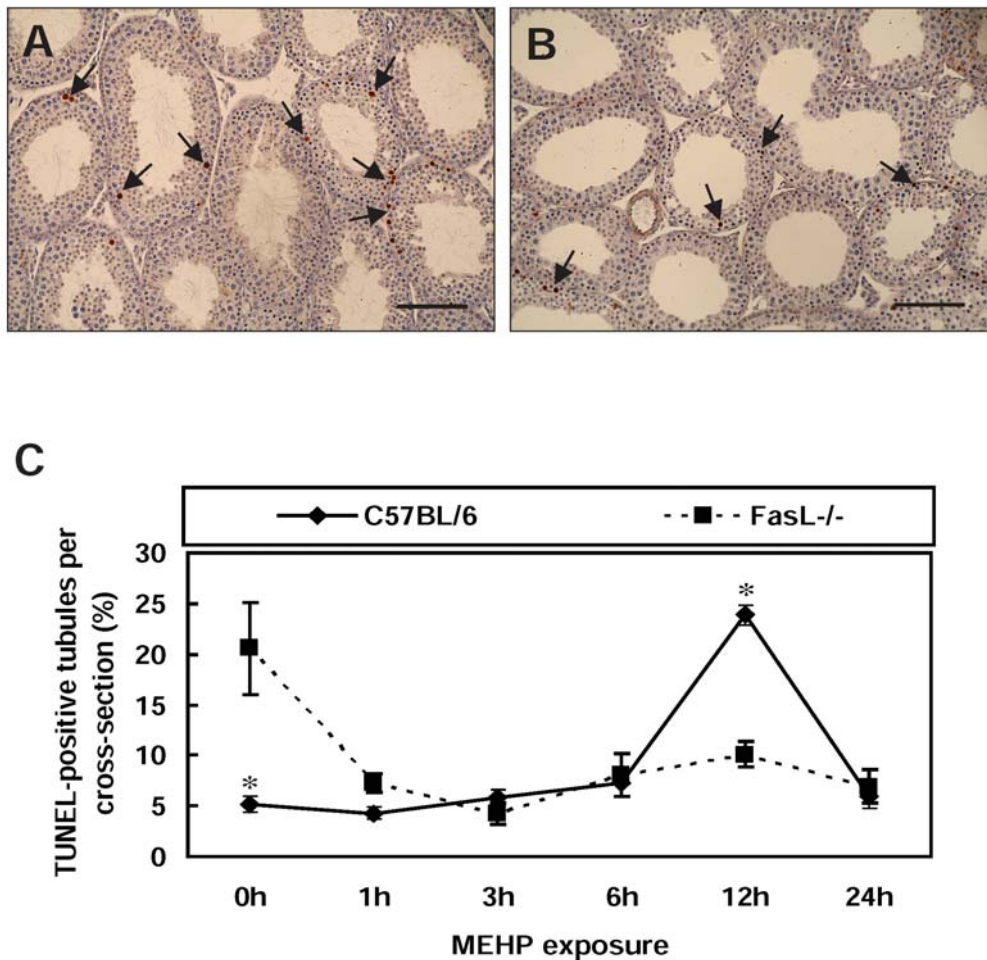 A
B
C
C57BL/6
FasL-/-
TUNEL-positive tubules per
cross-section (%)
30
25
20
15
10
5
0
*
*
0h
1h
3h
6h
12h
24h
MEHP exposure